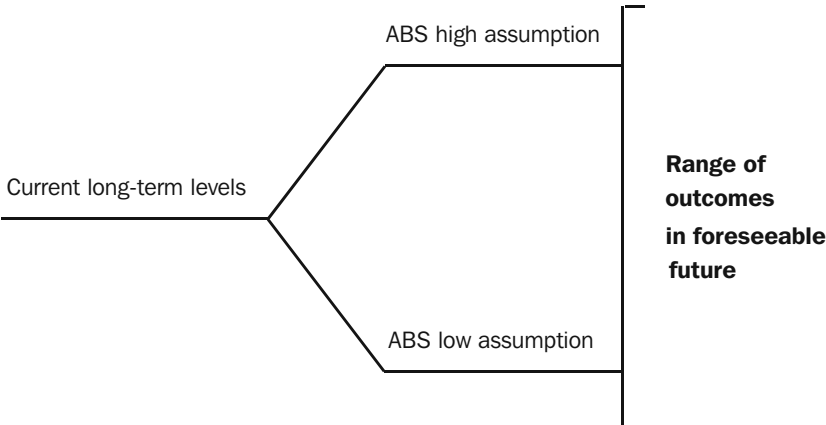 ABS high assumption
Current long-term levels
Range of
outcomes
in foreseeable
future
ABS low assumption